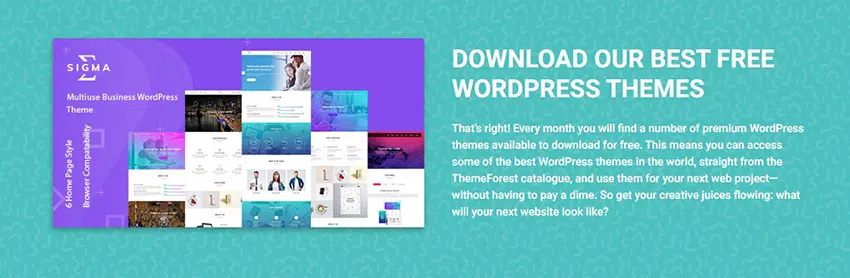 SIGMA
Multiuse Business WordPress
Theme
6 Home Page Style
Browser Compatability
DOWNLOAD OUR BEST FREE
WORDPRESS THEMES
That's right! Every month you will find a number of premium WordPress
themes available to download for free. This means you can access
some of the best WordPress themes in the world, straight from the
ThemeForest catalogue, and use them for your next web project—
without having to pay a dime. So get your creative juices flowing: what
will your next website look like?